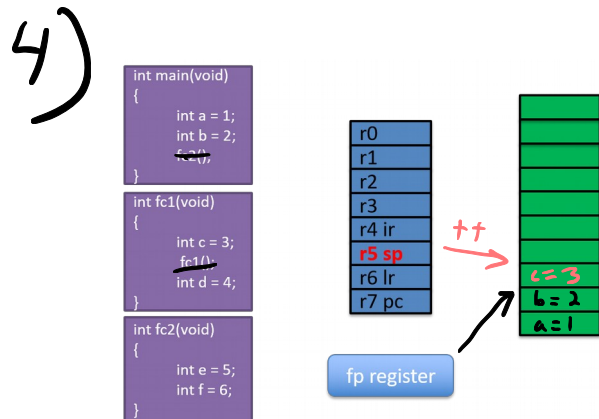 4)
int main(void)
{
int a = 1;
int b = 2;
fc2();
}
int fc1(void)
{
int c = 3;
fc1();
int d = 4;
}
int fc2(void)
{
int e = 5;
int f = 6;
}
r0
r1
r2
r3
r4 ir
r5 sp
r6 lr
r7 pc
++
fp register
c=3
b=2
a=1